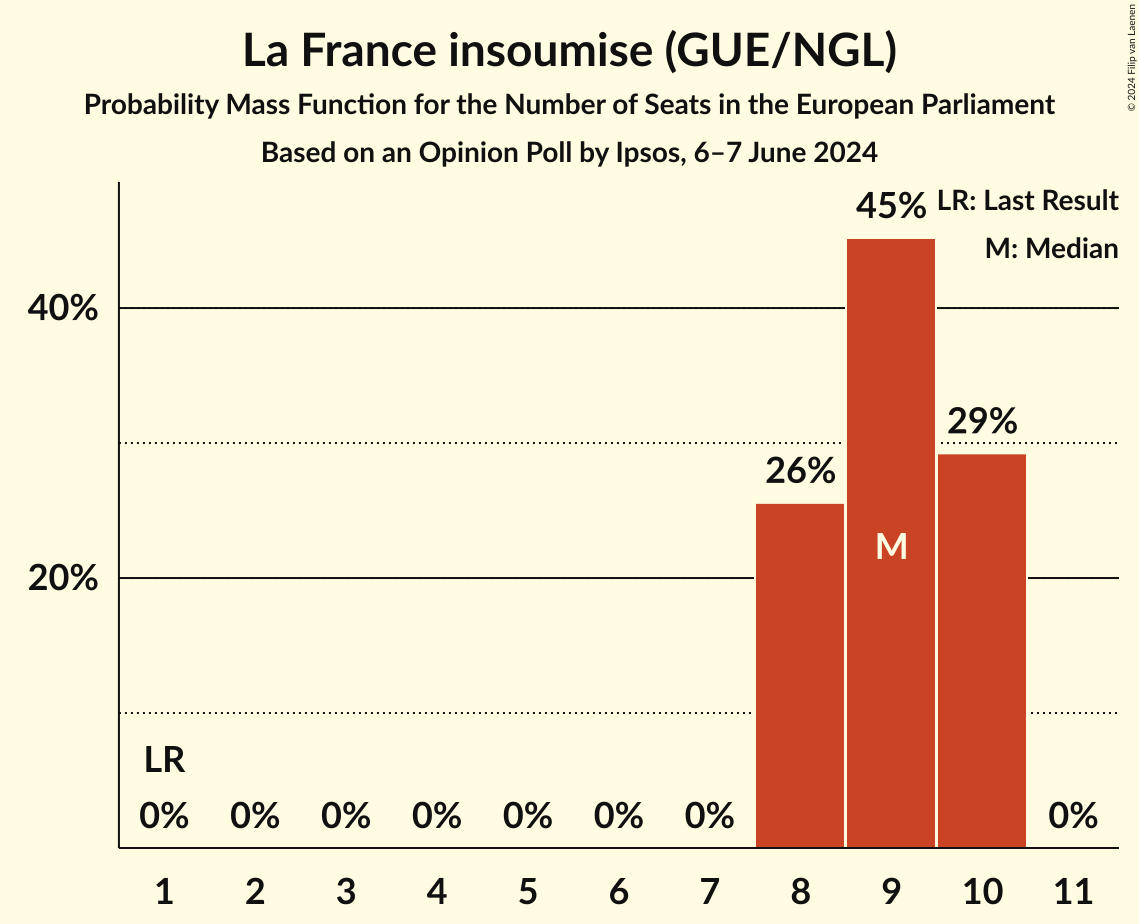 La France insoumise (GUE/NGL)
Probability Mass Function for the Number of Seats in the European Parliament
Based on an Opinion Poll by Ipsos, 6–7 June 2024
© 2024 Filip van Laenen
45% LR: Last Result
M: Median
40%
29%
26%
M
20%
LR
0% 0% 0% 0% 0% 0% 0% 0%
1 2 3 4 5 6 7 8 9 10 11